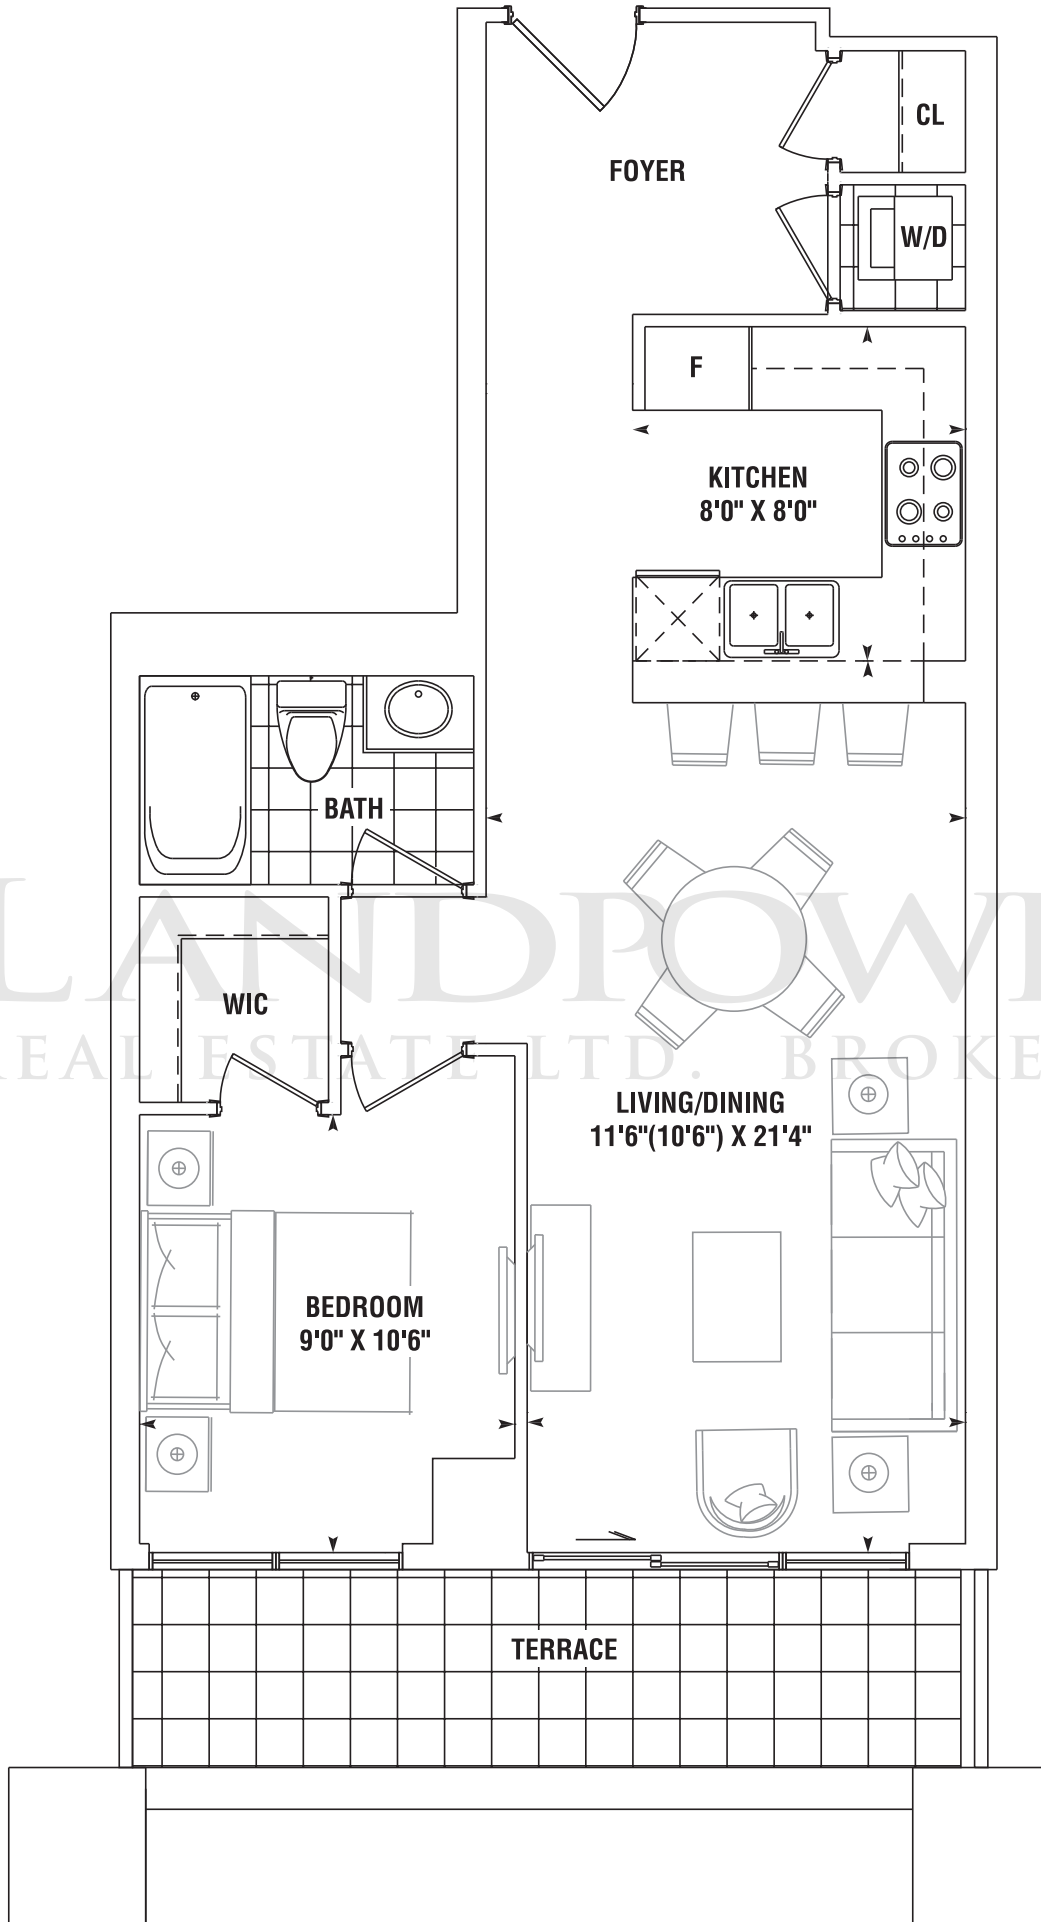 CL
FOYER
W/D
F
KITCHEN
8'0" X 8'0"
BATH
LANDPOW
WIC
REAL ESTATE LTD. BROKE
LIVING/DINING
11'6"(10'6") X 21'4"
BEDROOM
9'0" X 10'6"
TERRACE